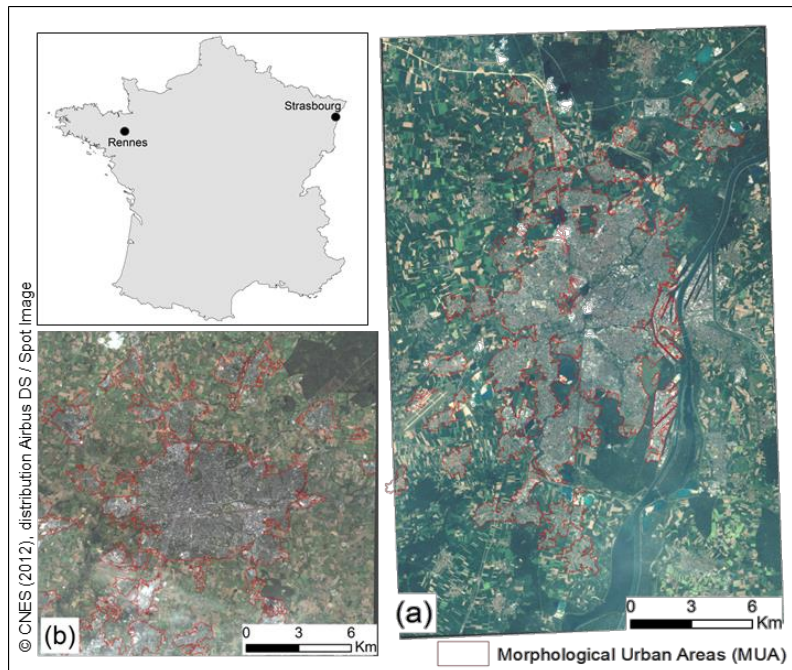 Strasbourg
Rennes
© CNES (2012), distribution Airbus DS / Spot Image
(a)
0 3 6
Km
(b)
0 3 6
Km
Morphological Urban Areas (MUA)